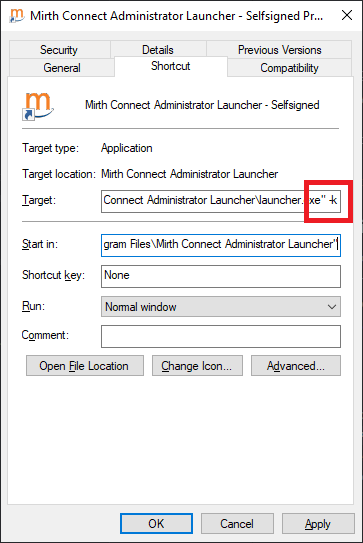 Mirth Connect Administrator Launcher - Selfsigned Pr...
Security Details Previous Versions
General Shortcut Compatibility
m
Mirth Connect Administrator Launcher - Selfsigned
Target type: Application
Target location: Mirth Connect Administrator Launcher
Target: Connect Administrator Launcher\launcher.exe" -k
Start in: gram Files\Mirth Connect Administrator Launcher"
Shortcut key: None
Run: Normal window
Comment:
Open File Location Change Icon... Advanced...
OK Cancel Apply